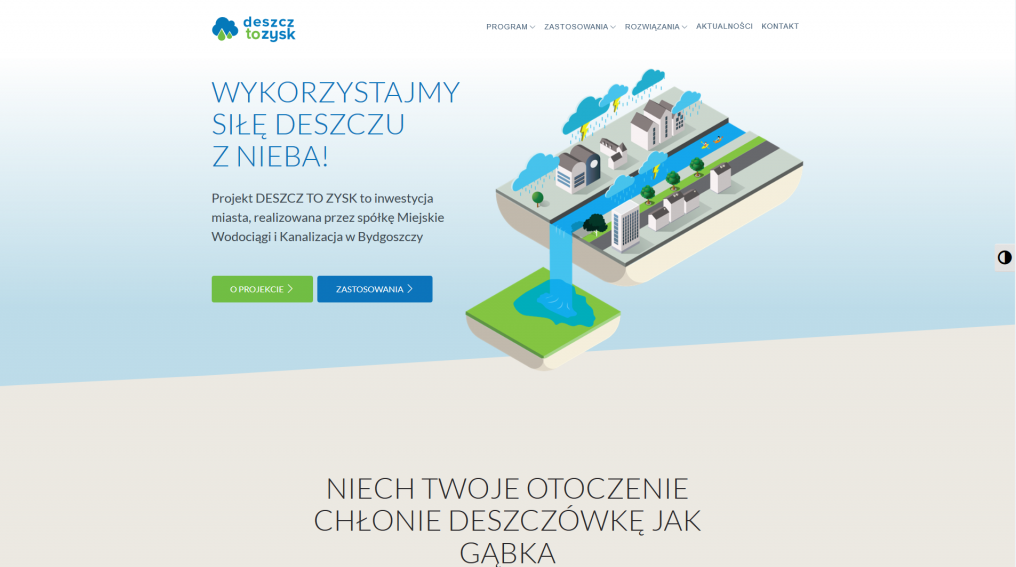 deszcz
to zysk
PROGRAM ZASTOSOWANIA ROZWIĄZANIA AKTUALNOŚCI KONTAKT
WYKORZYSTAJMY
SIŁĘ DESZCZU
Z NIEBA!
Projekt DESZCZ TO ZYSK to inwestycja
miasta, realizowana przez spółkę Miejskie
Wodociągi i Kanalizacja w Bydgoszczy
O PROJEKCIE ZASTOSOWANIA
NIECH TWOJE OTOCZENIE
CHŁONIE DESZCZÓWKĘ JAK
GĄBKA